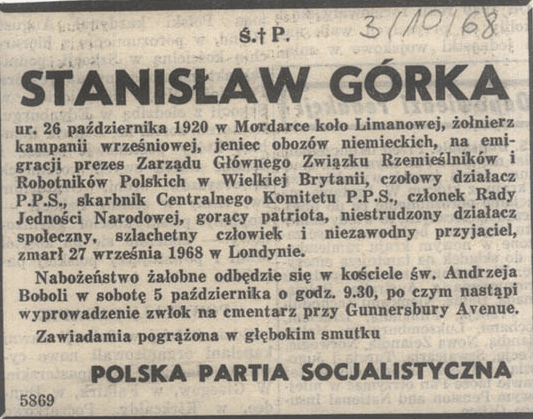 Ś.†P.
3/10/68
STANISŁAW GÓRKA
ur. 26 października 1920 w Mordarce koło Limanowej, żołnierz
kampanii wrześniowej, jeniec obozów niemieckich, na emi-
gracji prezes Zarządu Głównego Związku Rzemieślników i
Robotników Polskich w Wielkiej Brytanii, czołowy działacz
P.P.S., skarbnik Centralnego Komitetu P.P.S., członek Rady
Jedności Narodowej, gorący patriota, niestrudzony działacz
społeczny, szlachetny człowiek i niezawodny przyjaciel,
zmarł 27 września 1968 w Londynie.
Nabożeństwo żałobne odbędzie się w kościele św. Andrzeja
Boboli w sobotę 5 października o godz. 9.30, po czym nastąpi
wyprowadzenie zwłok na cmentarz przy Gunnersbury Avenue.
Zawiadamia pogrążona w głębokim smutku
POLSKA PARTIA SOCJALISTYCZNA
5869